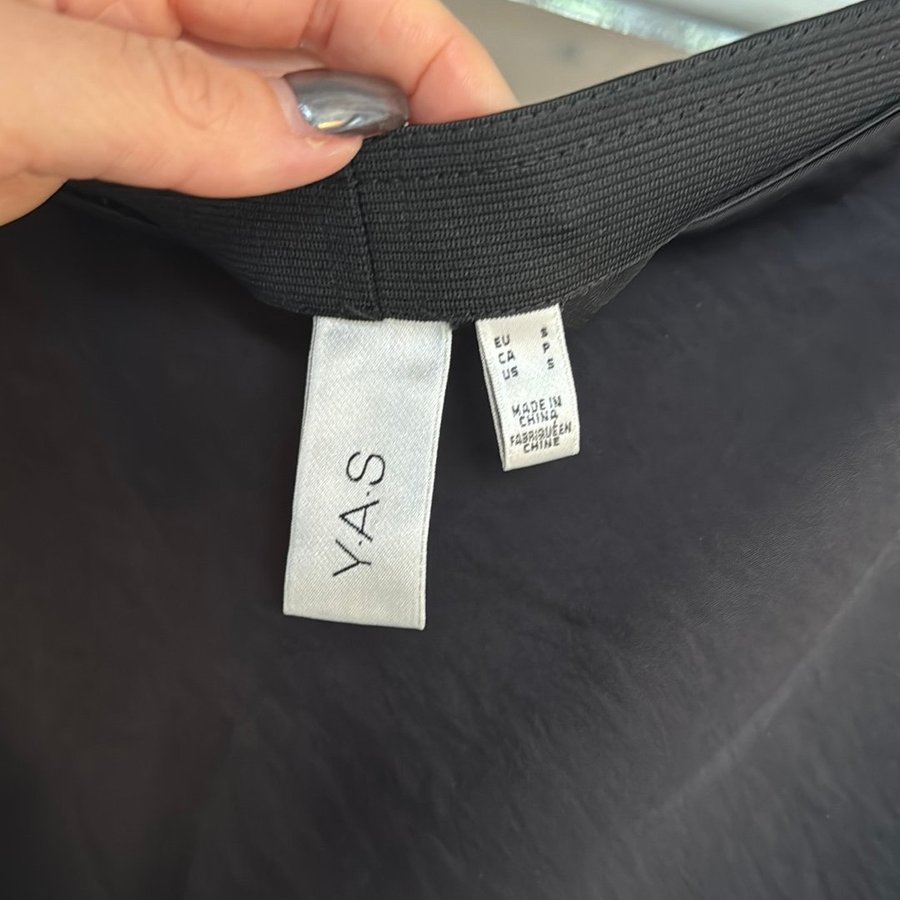 Y·A·S
EU S
CA P
US S
MADE IN
CHINA
FABRIQUÉ EN
CHINE